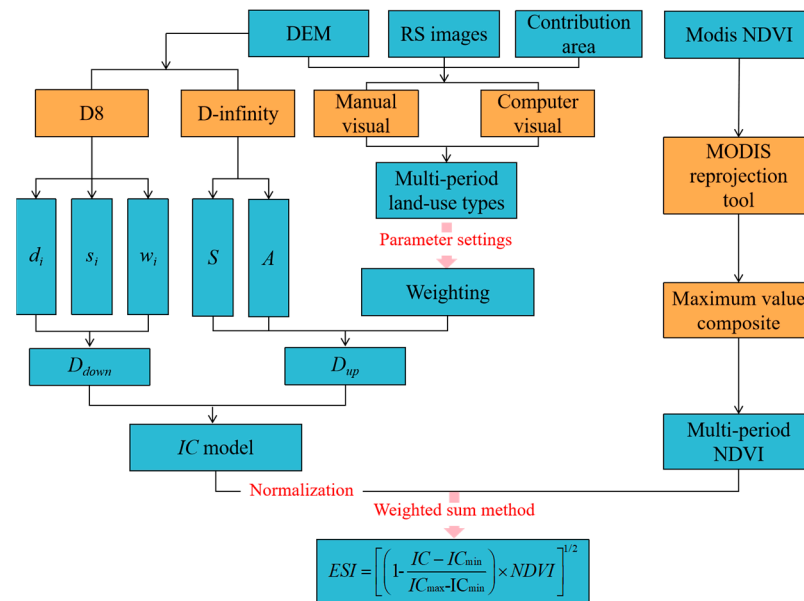 DEM
RS images
Contribution
area
Modis NDVI
D8
D-infinity
Manual
visual
Computer
visual
MODIS
reprojection
tool
Multi-period
land-use types
d_i
s_i
w_i
S
A
Parameter settings
Weighting
Maximum value
composite
D_down
D_up
IC model
Multi-period
NDVI
Normalization
Weighted sum method
ESI = [(1- (IC − IC_min)/(IC_max-IC_min)) × NDVI]^1/2